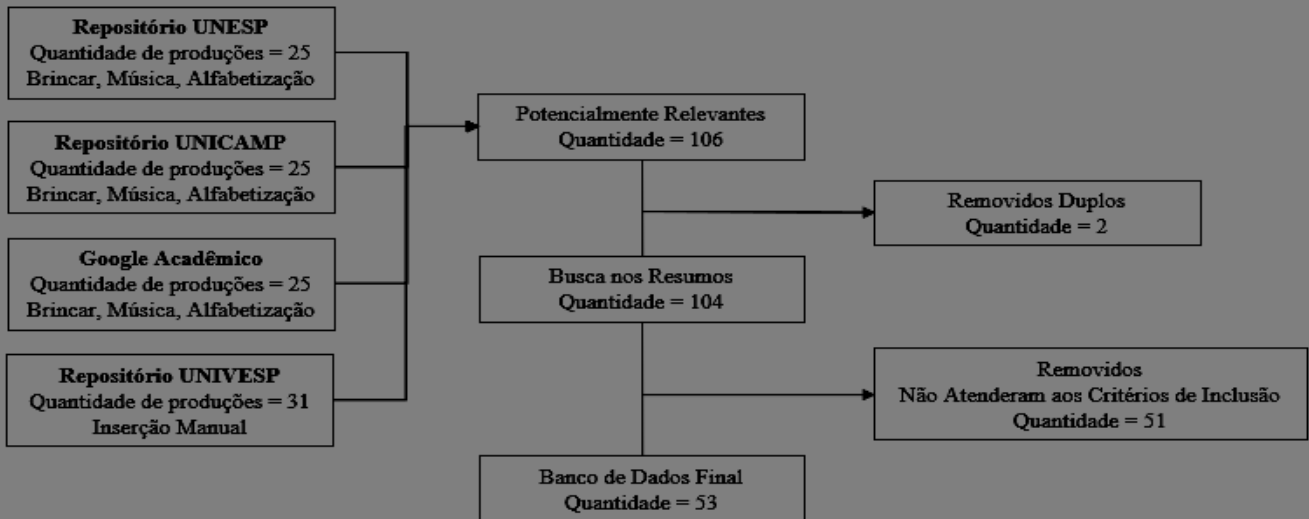 Repositório UNESP
Quantidade de produções = 25
Brincar, Música, Alfabetização
Repositório UNICAMP
Quantidade de produções = 25
Brincar, Música, Alfabetização
Google Acadêmico
Quantidade de produções = 25
Brincar, Música, Alfabetização
Repositório UNIVESP
Quantidade de produções = 31
Inserção Manual
Potencialmente Relevantes
Quantidade = 106
Removidos Duplos
Quantidade = 2
Busca nos Resumos
Quantidade = 104
Removidos
Não Atenderam aos Critérios de Inclusão
Quantidade = 51
Banco de Dados Final
Quantidade = 53